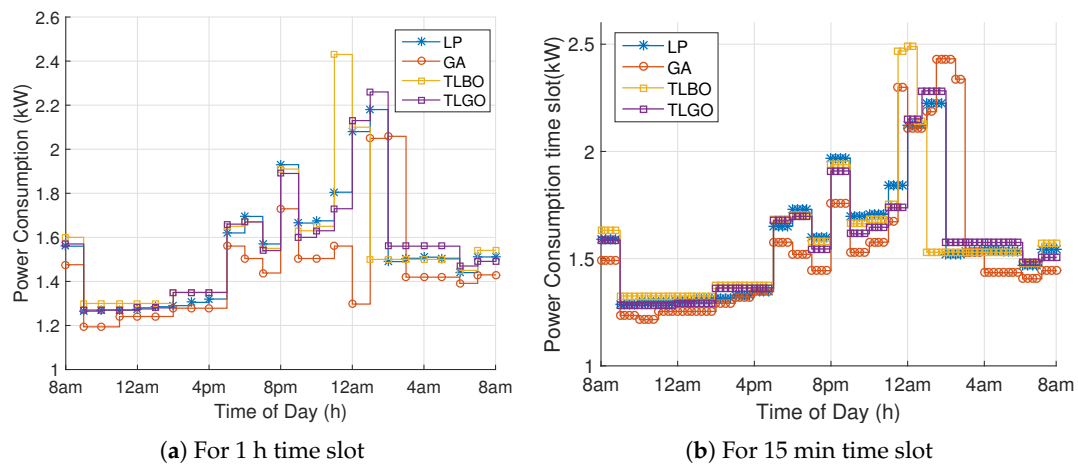 2.6
2.4
2.2
2
1.8
1.6
1.4
1.2
1
Power Consumption (kW)
LP
GA
TLBO
TLGO
8am 12am 4pm 8pm 12am 4am 8am
Time of Day (h)
(a) For 1 h time slot
2.5
2
1.5
1
Power Consumption time slot(kW)
LP
GA
TLBO
TLGO
8am 12am 4pm 8pm 12am 4am 8am
Time of Day (h)
(b) For 15 min time slot